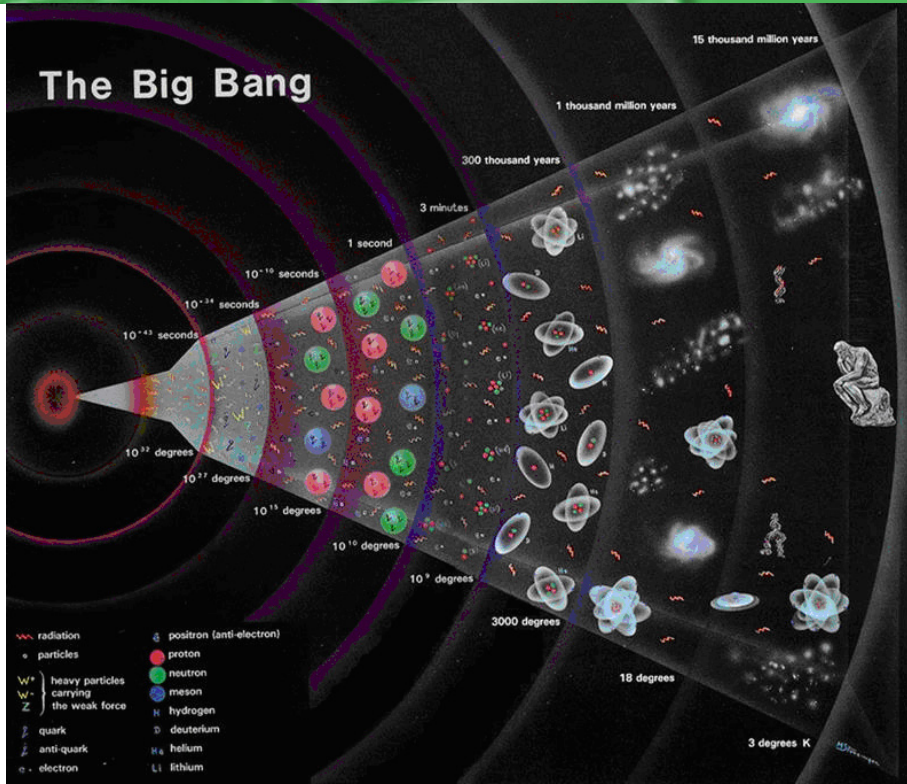 The Big Bang
15 thousand million years
1 thousand million years
300 thousand years
3 minutes
1 second
10⁻¹⁰ seconds
10⁻³⁴ seconds
10⁻⁴³ seconds
10³² degrees
10²⁷ degrees
10¹⁵ degrees
10¹⁰ degrees
10⁹ degrees
3000 degrees
18 degrees
3 degrees K
radiation
particles
W⁺
W⁻
Z
heavy particles
carrying
the weak force
quark
anti-quark
e- electron
positron (anti-electron)
proton
neutron
meson
H hydrogen
D deuterium
He helium
Li lithium